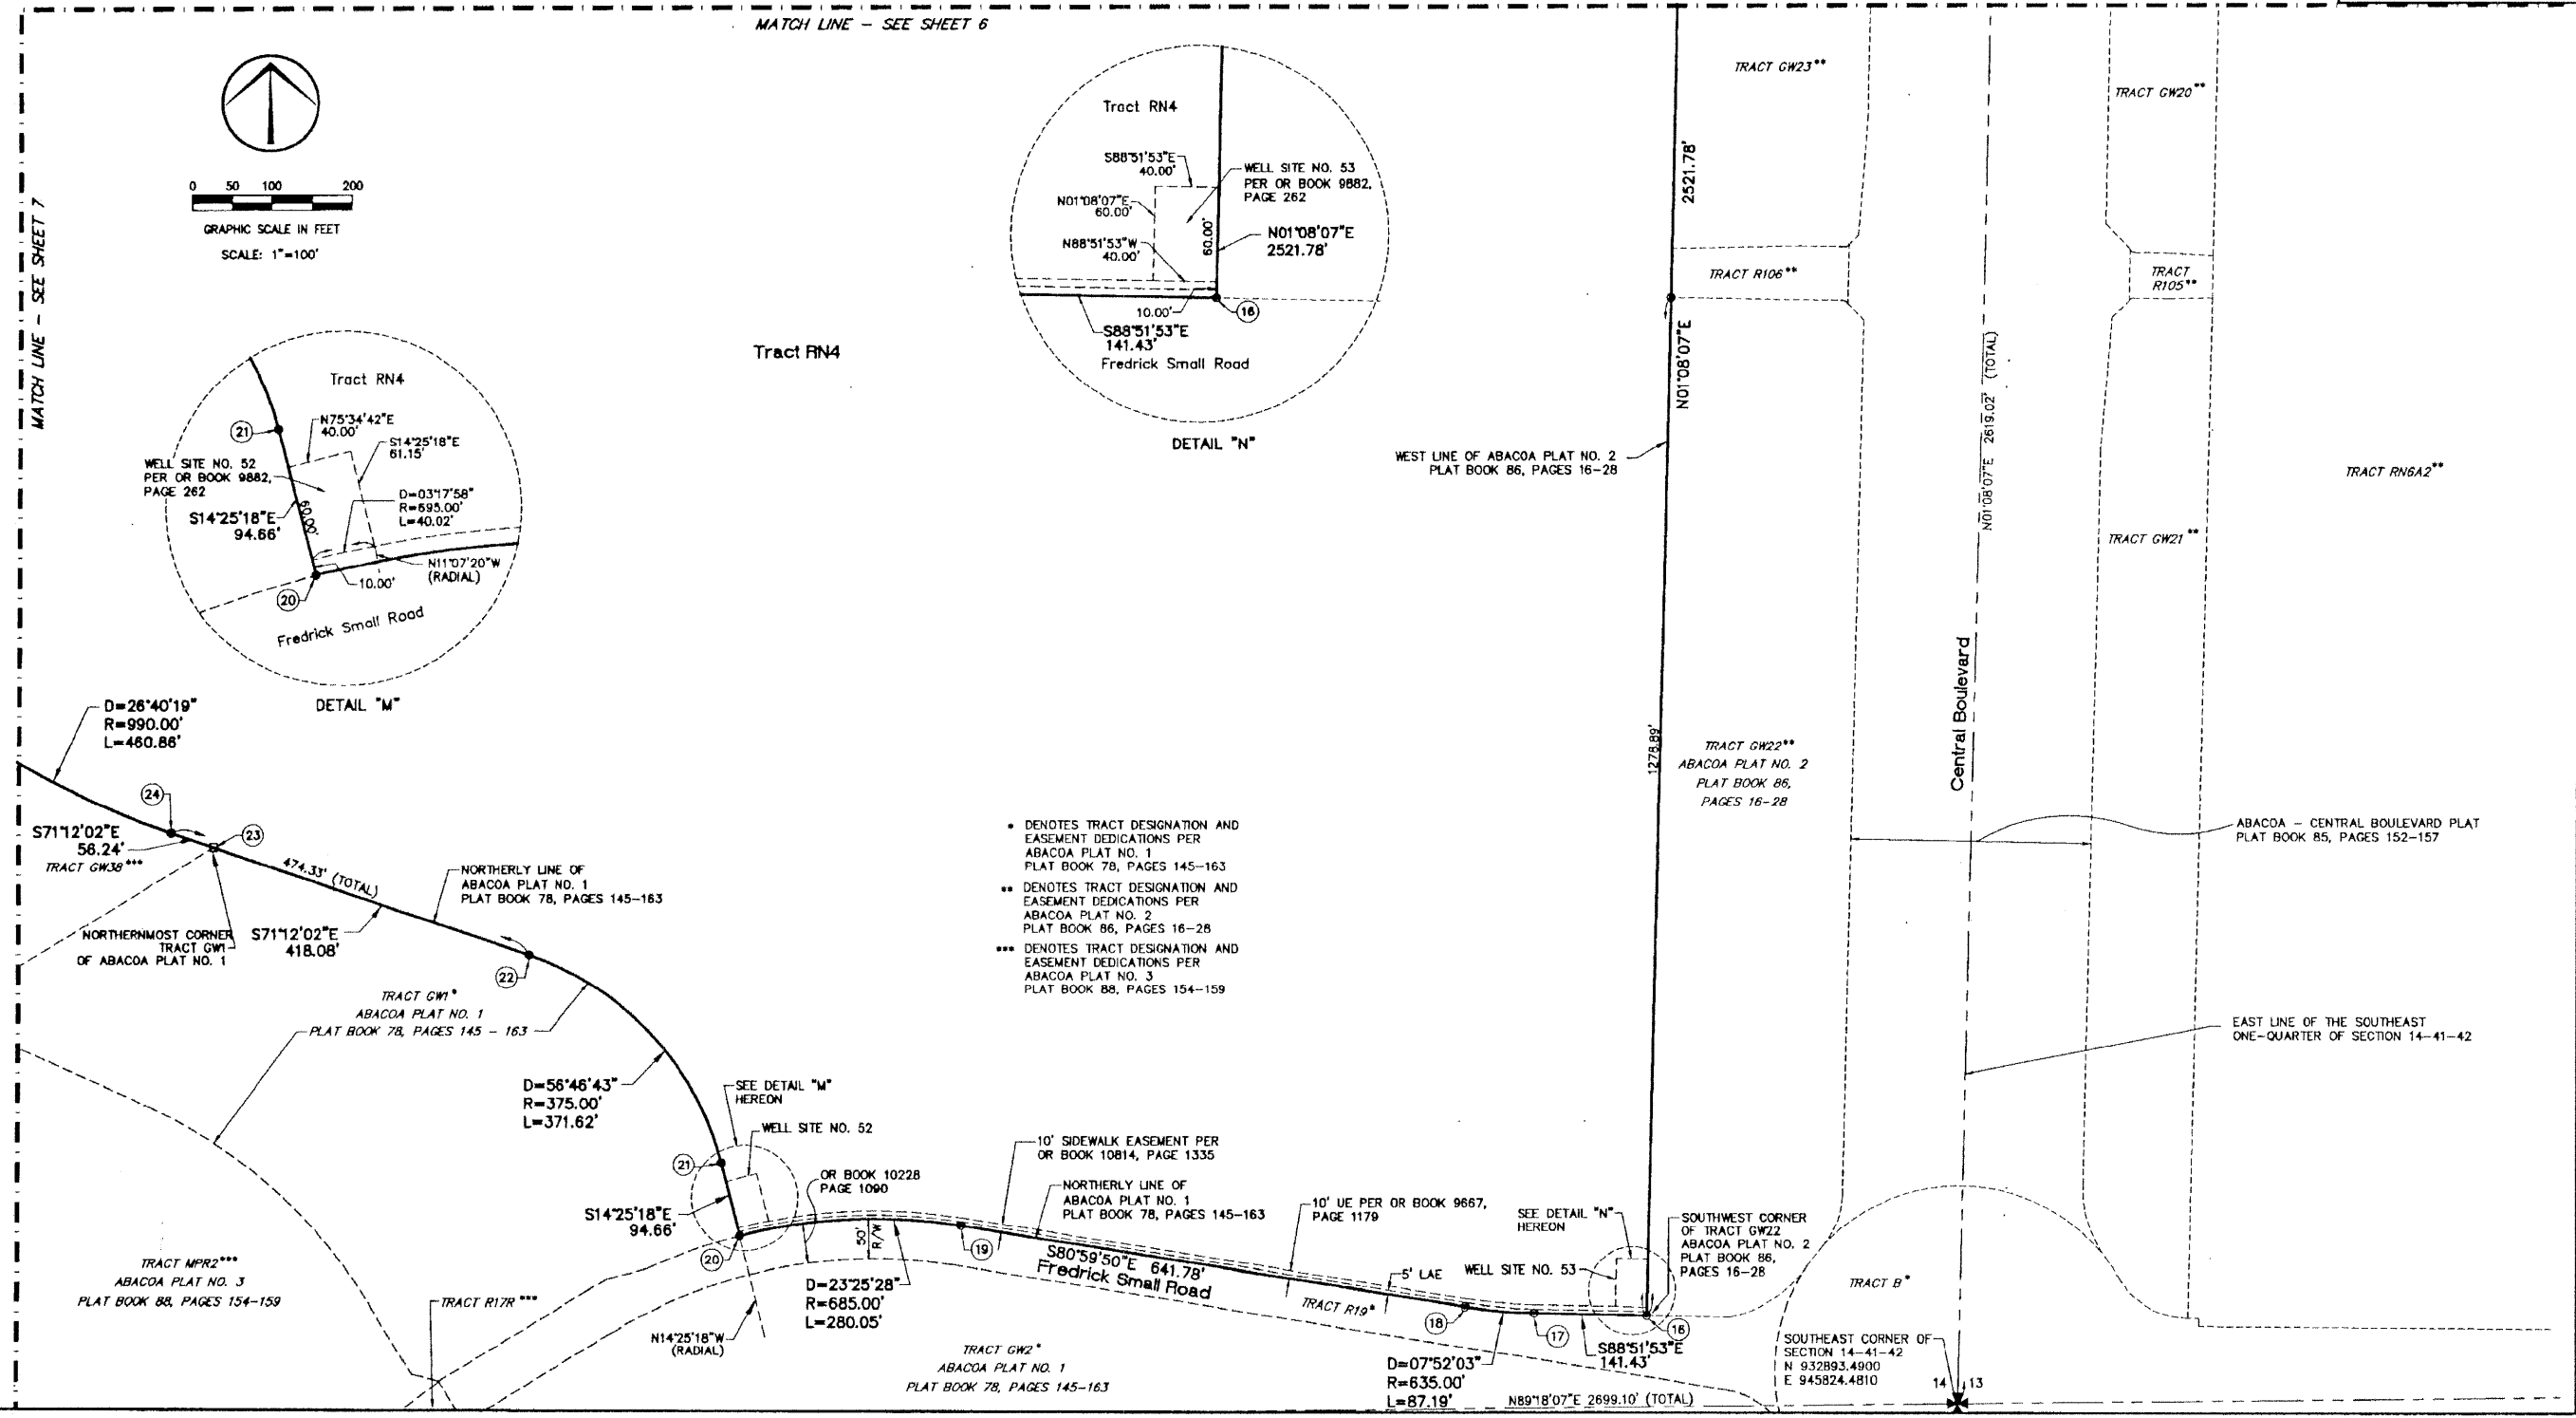 MATCH LINE - SEE SHEET 6
MATCH LINE - SEE SHEET 7
0 50 100 200
GRAPHIC SCALE IN FEET
SCALE: 1"=100'
Tract RN4
N75°34'42"E
40.00'
S14°25'18"E
61.15'
21
WELL SITE NO. 52
PER OR BOOK 9882,
PAGE 262
D=03°17'58"
R=695.00'
L=40.02'
S14°25'18"E
94.66'
60.00'
N11°07'20"W
(RADIAL)
10.00'
20
Fredrick Small Road
DETAIL "M"
Tract RN4
Tract RN4
S88°51'53"E
40.00'
WELL SITE NO. 53
PER OR BOOK 9882,
PAGE 262
N01°08'07"E
60.00'
N88°51'53"W
40.00'
60.00'
N01°08'07"E
2521.78'
10.00'
16
S88°51'53"E
141.43'
Fredrick Small Road
DETAIL "N"
TRACT GW23**
TRACT GW20**
2521.78'
TRACT R106**
TRACT
R105**
N01°08'07"E
N01°08'07"E 2619.02' (TOTAL)
WEST LINE OF ABACOA PLAT NO. 2
PLAT BOOK 86, PAGES 16-28
TRACT RN6A2**
TRACT GW21**
Central Boulevard
1278.89'
TRACT GW22**
ABACOA PLAT NO. 2
PLAT BOOK 86,
PAGES 16-28
ABACOA - CENTRAL BOULEVARD PLAT
PLAT BOOK 85, PAGES 152-157
EAST LINE OF THE SOUTHEAST
ONE-QUARTER OF SECTION 14-41-42
D=26°40'19"
R=990.00'
L=460.86'
24
23
S71°12'02"E
56.24'
TRACT GW38***
474.33' (TOTAL)
NORTHERLY LINE OF
ABACOA PLAT NO. 1
PLAT BOOK 78, PAGES 145-163
NORTHERNMOST CORNER
TRACT GW1
OF ABACOA PLAT NO. 1
S71°12'02"E
418.08'
22
TRACT GW1*
ABACOA PLAT NO. 1
PLAT BOOK 78, PAGES 145 - 163
* DENOTES TRACT DESIGNATION AND
EASEMENT DEDICATIONS PER
ABACOA PLAT NO. 1
PLAT BOOK 78, PAGES 145-163
** DENOTES TRACT DESIGNATION AND
EASEMENT DEDICATIONS PER
ABACOA PLAT NO. 2
PLAT BOOK 86, PAGES 16-28
*** DENOTES TRACT DESIGNATION AND
EASEMENT DEDICATIONS PER
ABACOA PLAT NO. 3
PLAT BOOK 88, PAGES 154-159
D=56°46'43"
R=375.00'
L=371.62'
SEE DETAIL "M"
HEREON
WELL SITE NO. 52
21
OR BOOK 10228
PAGE 1090
S14°25'18"E
94.66'
20
10' SIDEWALK EASEMENT PER
OR BOOK 10814, PAGE 1335
NORTHERLY LINE OF
ABACOA PLAT NO. 1
PLAT BOOK 78, PAGES 145-163
10' UE PER OR BOOK 9667,
PAGE 1179
SEE DETAIL "N"
HEREON
SOUTHWEST CORNER
OF TRACT GW22
ABACOA PLAT NO. 2
PLAT BOOK 86,
PAGES 16-28
50'
R/W
19
S80°59'50"E 641.78'
Fredrick Small Road
5' LAE
WELL SITE NO. 53
TRACT R19*
18
17
16
TRACT B*
TRACT MPR2***
ABACOA PLAT NO. 3
PLAT BOOK 88, PAGES 154-159
TRACT R17R***
D=23°25'28"
R=685.00'
L=280.05'
N14°25'18"W
(RADIAL)
TRACT GW2*
ABACOA PLAT NO. 1
PLAT BOOK 78, PAGES 145-163
S88°51'53"E
141.43'
D=07°52'03"
R=635.00'
L=87.19'
N89°18'07"E 2699.10' (TOTAL)
SOUTHEAST CORNER OF
SECTION 14-41-42
N 932893.4900
E 945824.4810
14 13